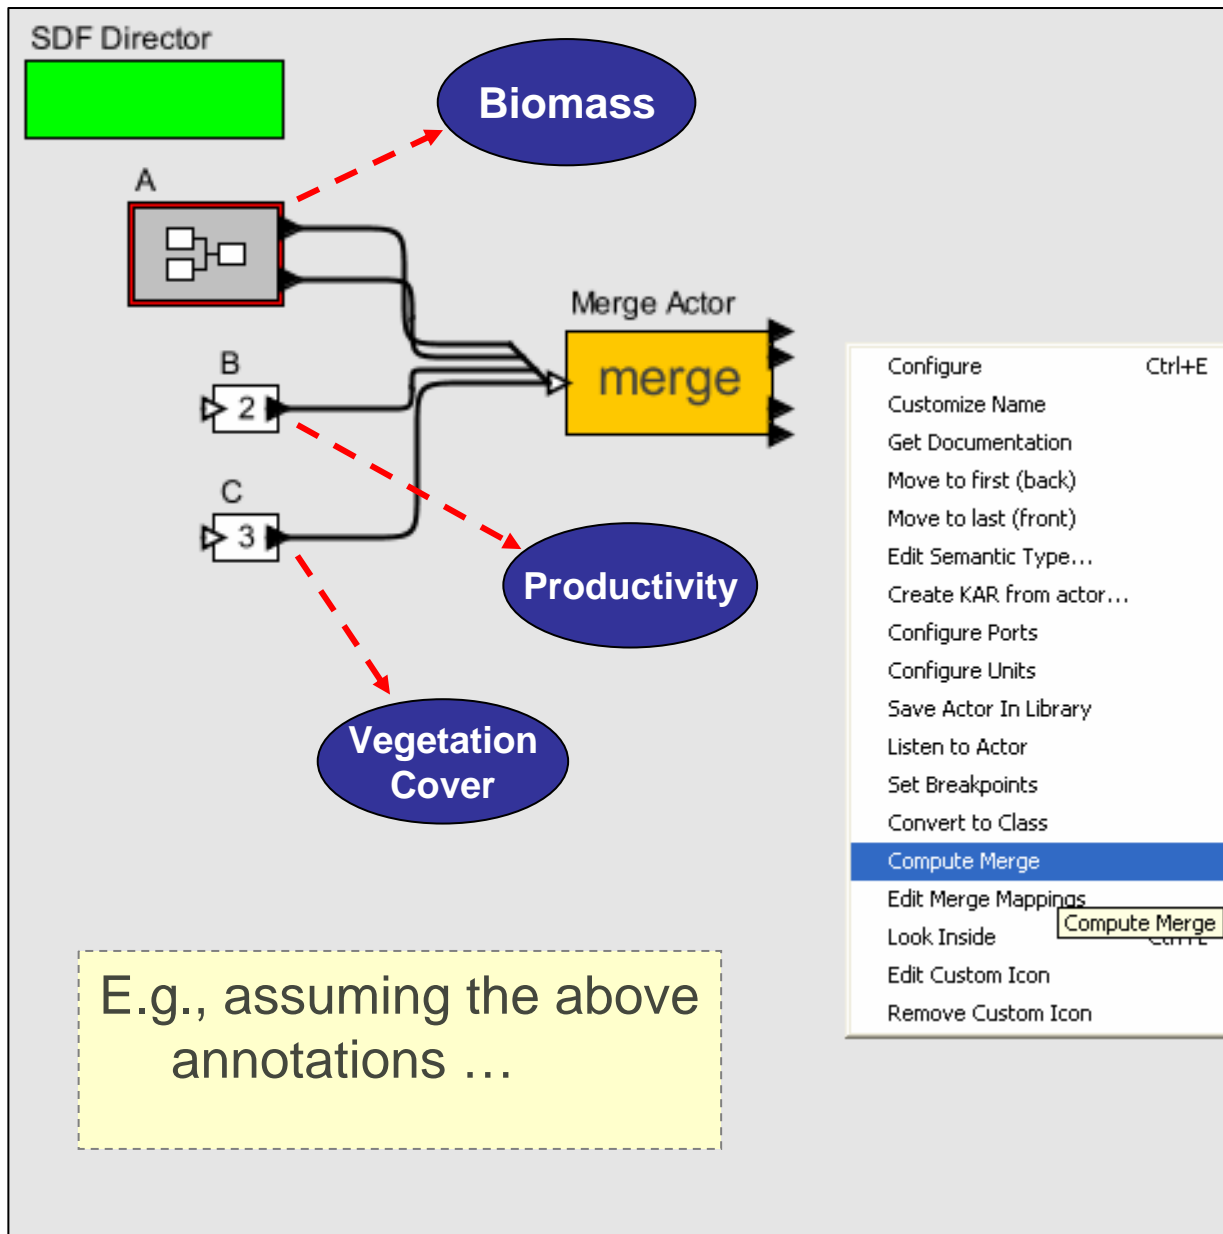 SDF Director
Biomass
A
Merge Actor
merge
B
2
C
3
Productivity
Vegetation
Cover
E.g., assuming the above
annotations …
Configure Ctrl+E
Customize Name
Get Documentation
Move to first (back)
Move to last (front)
Edit Semantic Type...
Create KAR from actor...
Configure Ports
Configure Units
Save Actor In Library
Listen to Actor
Set Breakpoints
Convert to Class
Compute Merge
Edit Merge Mappings
Compute Merge
Look Inside
Edit Custom Icon
Remove Custom Icon